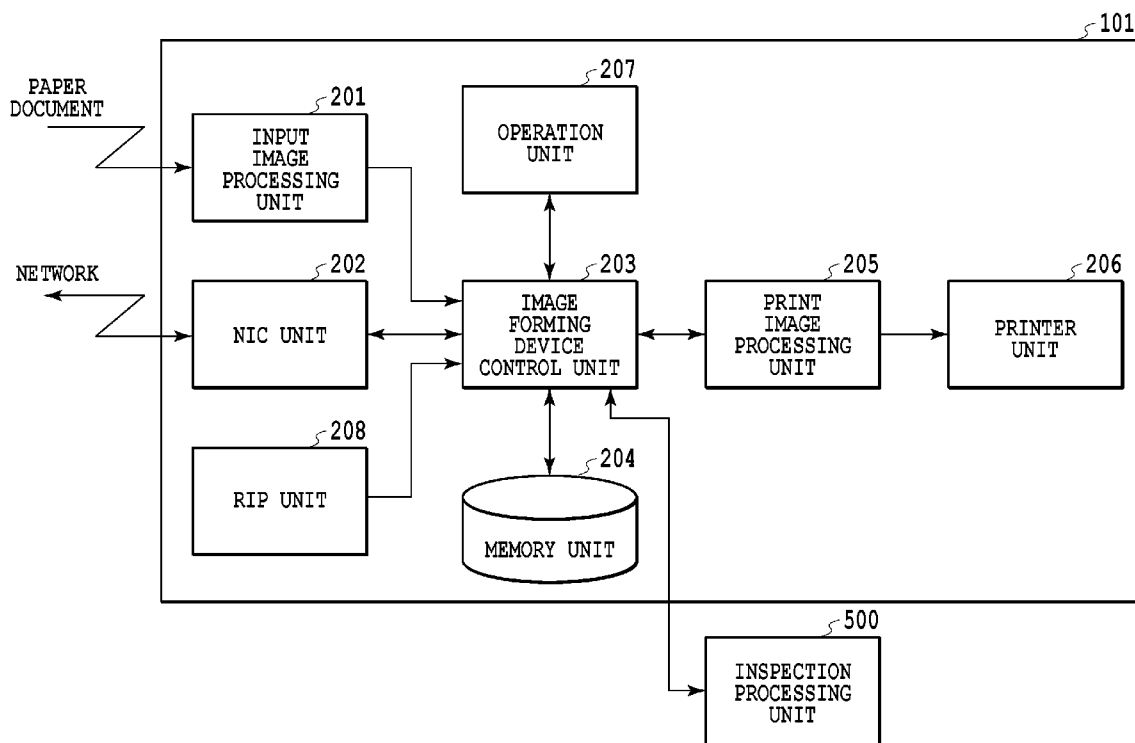 101
PAPER
DOCUMENT
201
INPUT
IMAGE
PROCESSING
UNIT
207
OPERATION
UNIT
NETWORK
202
NIC UNIT
203
IMAGE
FORMING
DEVICE
CONTROL UNIT
205
PRINT
IMAGE
PROCESSING
UNIT
206
PRINTER
UNIT
208
RIP UNIT
204
MEMORY UNIT
500
INSPECTION
PROCESSING
UNIT